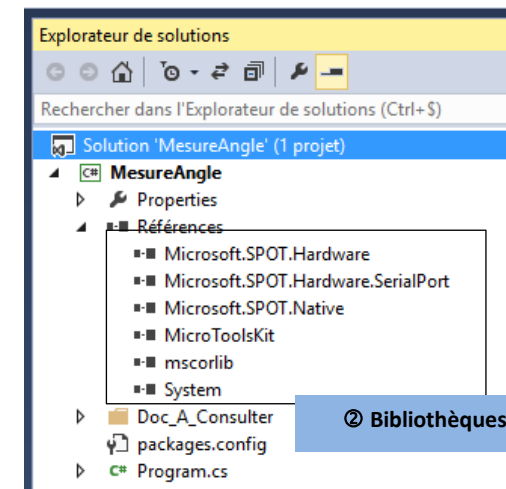 Explorateur de solutions
Rechercher dans l'Explorateur de solutions (Ctrl+$)
Solution 'MesureAngle' (1 projet)
C# MesureAngle
Properties
Références
Microsoft.SPOT.Hardware
Microsoft.SPOT.Hardware.SerialPort
Microsoft.SPOT.Native
MicroToolsKit
mscorlib
System
Doc_A_Consulter
② Bibliothèques
packages.config
C# Program.cs